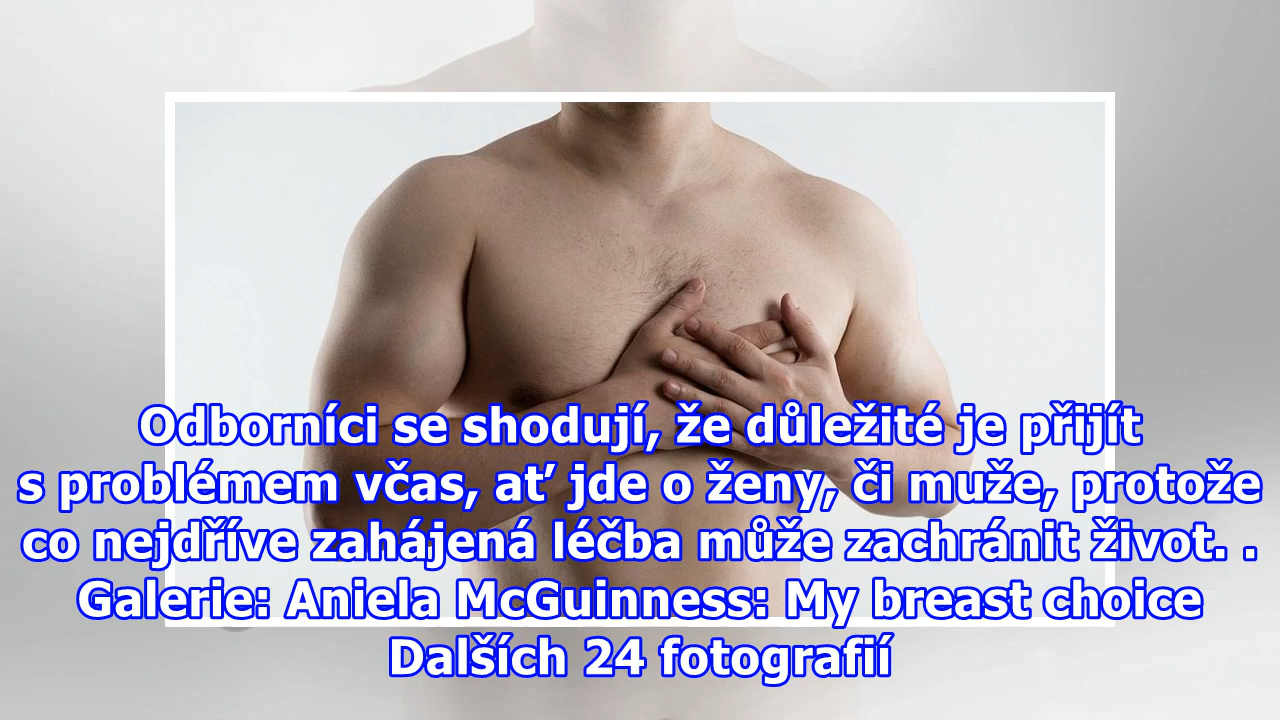 Odborníci se shodují, že důležité je přijít
s problémem včas, ať jde o ženy, či muže, protože
co nejdříve zahájená léčba může zachránit život. .
Galerie: Aniela McGuinness: My breast choice
Dalších 24 fotografií